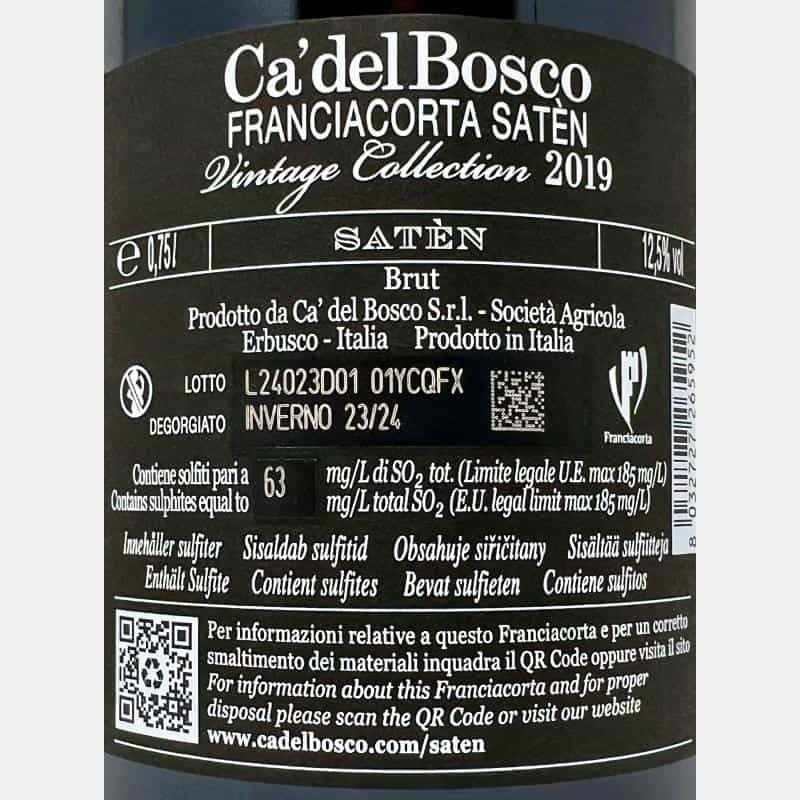 Ca'del Bosco
FRANCIACORTA SATÈN
Vintage Collection 2019
e 0,75l SATÈN 12,5% vol
Brut
Prodotto da Ca' del Bosco S.r.l. - Società Agricola
Erbusco - Italia Prodotto in Italia
LOTTO L24023D01 01YCQFX
DEGORGIATO INVERNO 23/24
Franciacorta
8 032727 265952
Contiene solfiti pari a 63 mg/L di SO2 tot. (Limite legale U.E. max 185 mg/L)
Contains sulphites equal to mg/L total SO2 (E.U. legal limit max 185 mg/L)
Innehåller sulfiter Sisaldab sulfitid Obsahuje siřičitany Sisältää sulfiitteja
Enthält Sulfite Contient sulfites Bevat sulfieten Contiene sulfitos
Per informazioni relative a questo Franciacorta e per un corretto
smaltimento dei materiali inquadra il QR Code oppure visita il sito
For information about this Franciacorta and for proper
disposal please scan the QR Code or visit our website
www.cadelbosco.com/saten